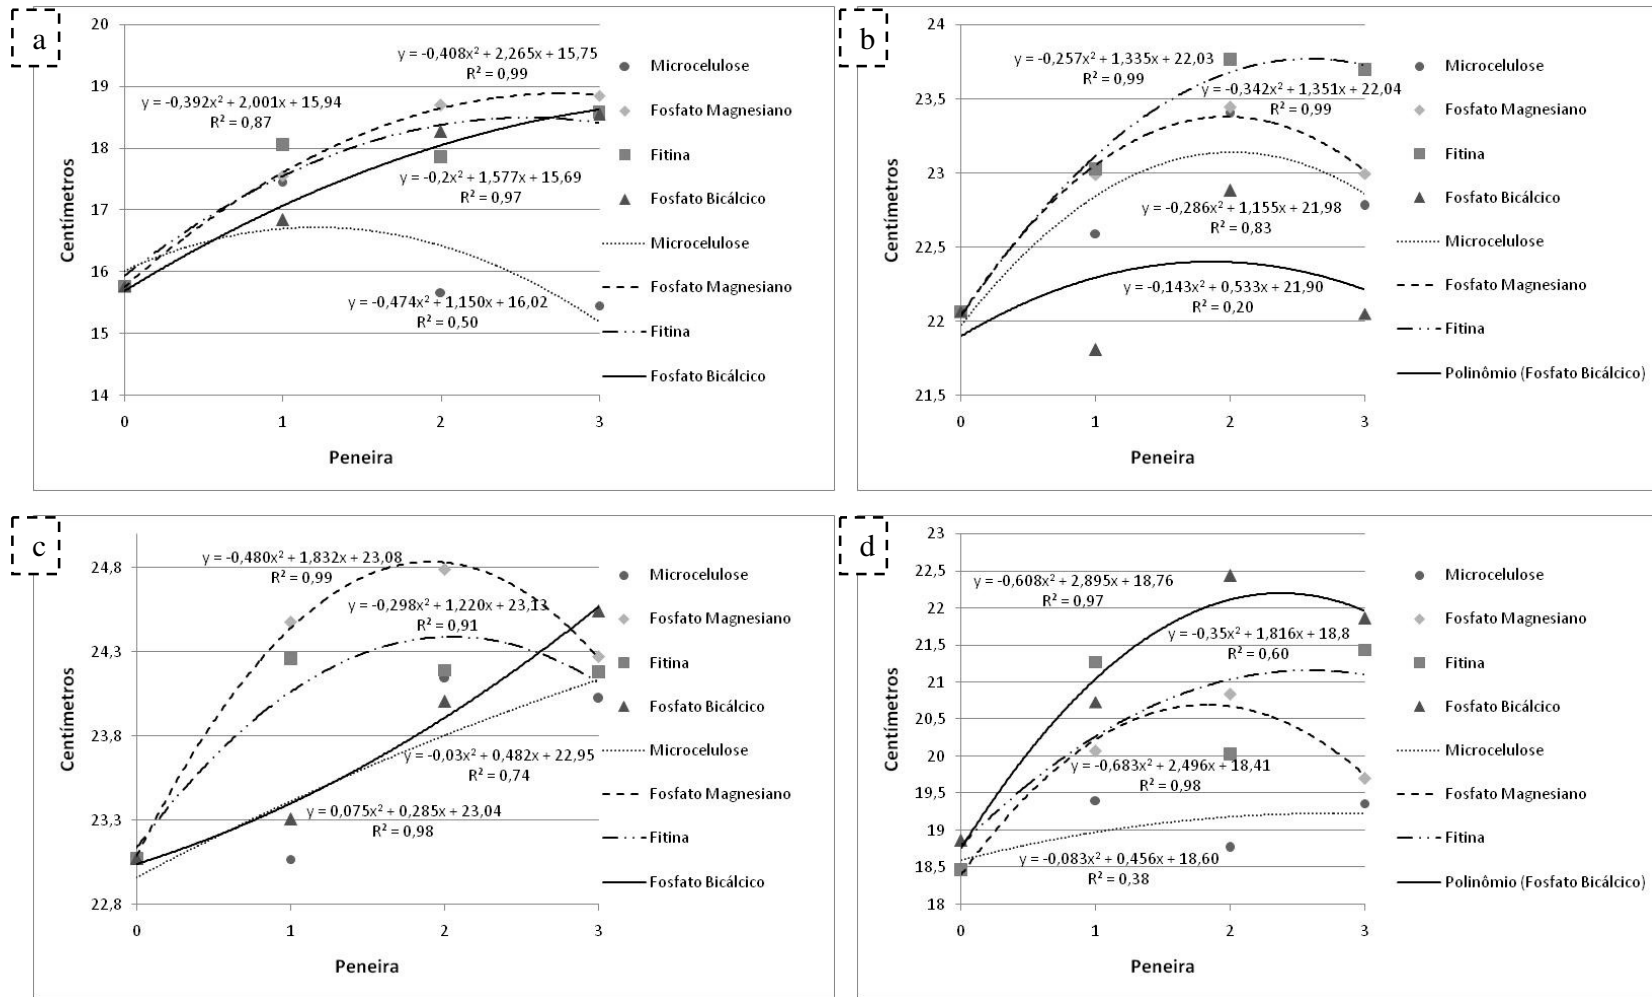 a
20
19
18
17
16
15
14
Centímetros
y = -0,408x² + 2,265x + 15,75
R² = 0,99
y = -0,392x² + 2,001x + 15,94
R² = 0,87
y = -0,2x² + 1,577x + 15,69
R² = 0,97
y = -0,474x² + 1,150x + 16,02
R² = 0,50
0 1 2 3
Peneira
Microcelulose
Fosfato Magnesiano
Fitina
Fosfato Bicálcico
Microcelulose
Fosfato Magnesiano
Fitina
Fosfato Bicálcico
b
24
23,5
23
22,5
22
21,5
Centímetros
y = -0,257x² + 1,335x + 22,03
R² = 0,99
y = -0,342x² + 1,351x + 22,04
R² = 0,99
y = -0,286x² + 1,155x + 21,98
R² = 0,83
y = -0,143x² + 0,533x + 21,90
R² = 0,20
0 1 2 3
Peneira
Microcelulose
Fosfato Magnesiano
Fitina
Fosfato Bicálcico
Microcelulose
Fosfato Magnesiano
Fitina
Polinômio (Fosfato Bicálcico)
c
24,8
24,3
23,8
23,3
22,8
Centímetros
y = -0,480x² + 1,832x + 23,08
R² = 0,99
y = -0,298x² + 1,220x + 23,13
R² = 0,91
y = -0,03x² + 0,482x + 22,95
R² = 0,74
y = 0,075x² + 0,285x + 23,04
R² = 0,98
0 1 2 3
Peneira
Microcelulose
Fosfato Magnesiano
Fitina
Fosfato Bicálcico
Microcelulose
Fosfato Magnesiano
Fitina
Fosfato Bicálcico
d
23
22,5
22
21,5
21
20,5
20
19,5
19
18,5
18
Centímetros
y = -0,608x² + 2,895x + 18,76
R² = 0,97
y = -0,35x² + 1,816x + 18,8
R² = 0,60
y = -0,683x² + 2,496x + 18,41
R² = 0,98
y = -0,083x² + 0,456x + 18,60
R² = 0,38
0 1 2 3
Peneira
Microcelulose
Fosfato Magnesiano
Fitina
Fosfato Bicálcico
Microcelulose
Fosfato Magnesiano
Fitina
Polinômio (Fosfato Bicálcico)